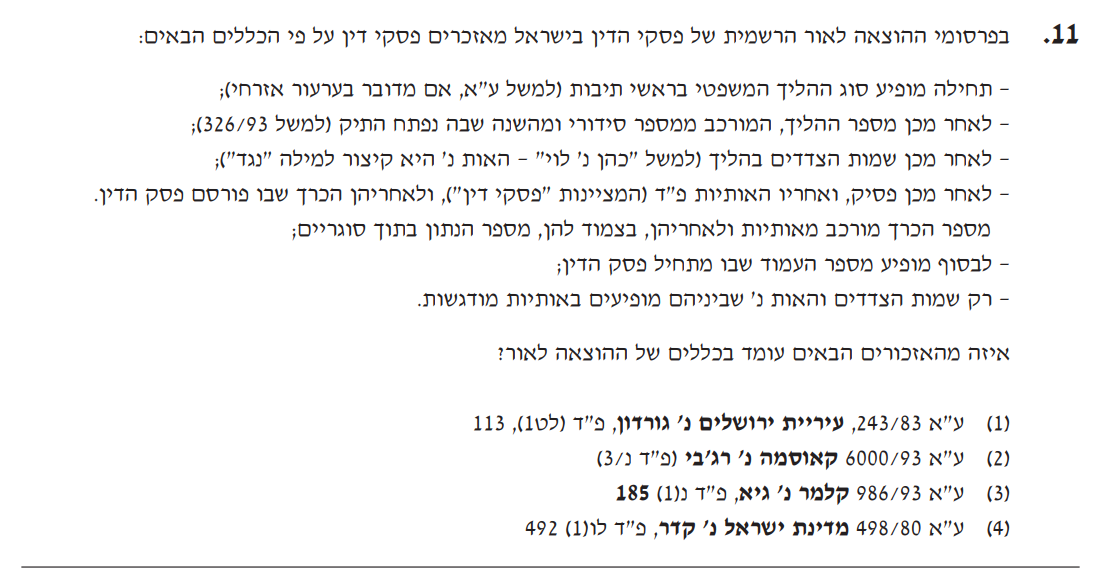 11. בפרסומי ההוצאה לאור הרשמית של פסקי הדין בישראל מאזכרים פסקי דין על פי הכללים הבאים:
– תחילה מופיע סוג ההליך המשפטי בראשי תיבות (למשל ע"א, אם מדובר בערעור אזרחי);
– לאחר מכן מספר ההליך, המורכב ממספר סידורי ומהשנה שבה נפתח התיק (למשל 326/93);
– לאחר מכן שמות הצדדים בהליך (למשל "כהן נ' לוי" – האות נ' היא קיצור למילה "נגד");
– לאחר מכן פסיק, ואחריו האותיות פ"ד (המציינות "פסקי דין"), ולאחריהן הכרך שבו פורסם פסק הדין.
מספר הכרך מורכב מאותיות ולאחריהן, בצמוד להן, מספר הנתון בתוך סוגריים;
– לבסוף מופיע מספר העמוד שבו מתחיל פסק הדין;
– רק שמות הצדדים והאות נ' שביניהם מופיעים באותיות מודגשות.
איזה מהאזכורים הבאים עומד בכללים של ההוצאה לאור?
(1) ע"א 243/83, עיריית ירושלים נ' גורדון, פ"ד (לט1), 113
(2) ע"א 6000/93 קאוסמה נ' רג'בי (פ"ד נ/3)
(3) ע"א 986/93 קלמר נ' גיא, פ"ד נ(1) 185
(4) ע"א 498/80 מדינת ישראל נ' קדר, פ"ד לו(1) 492